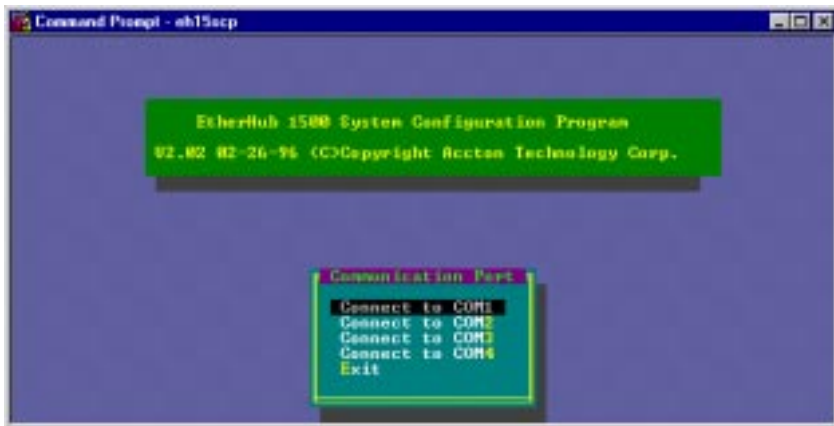 Command Prompt - eh15scp
EtherHub 1500 System Configuration Program
V2.02 02-26-96 (C)Copyright Accton Technology Corp.
Communication Port
Connect to COM1
Connect to COM2
Connect to COM3
Connect to COM4
Exit